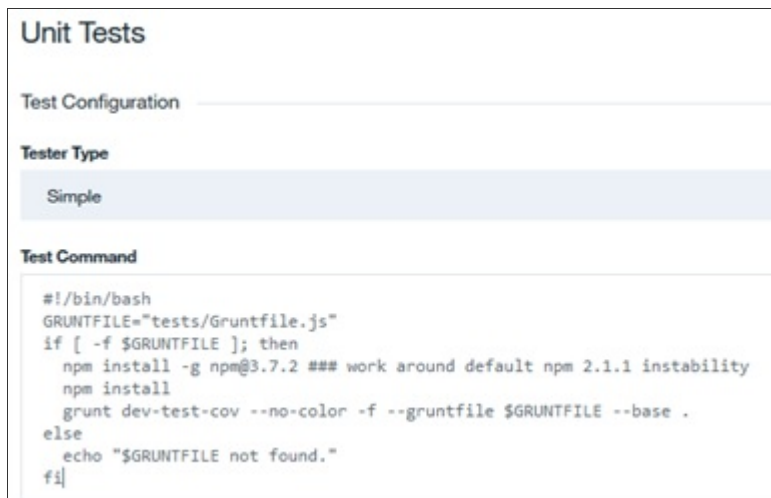 Unit Tests
Test Configuration
Tester Type
Simple
Test Command
#!/bin/bash
GRUNTFILE="tests/Gruntfile.js"
if [ -f $GRUNTFILE ]; then
  npm install -g npm@3.7.2 ### work around default npm 2.1.1 instability
  npm install
  grunt dev-test-cov --no-color -f --gruntfile $GRUNTFILE --base .
else
  echo "$GRUNTFILE not found."
fi